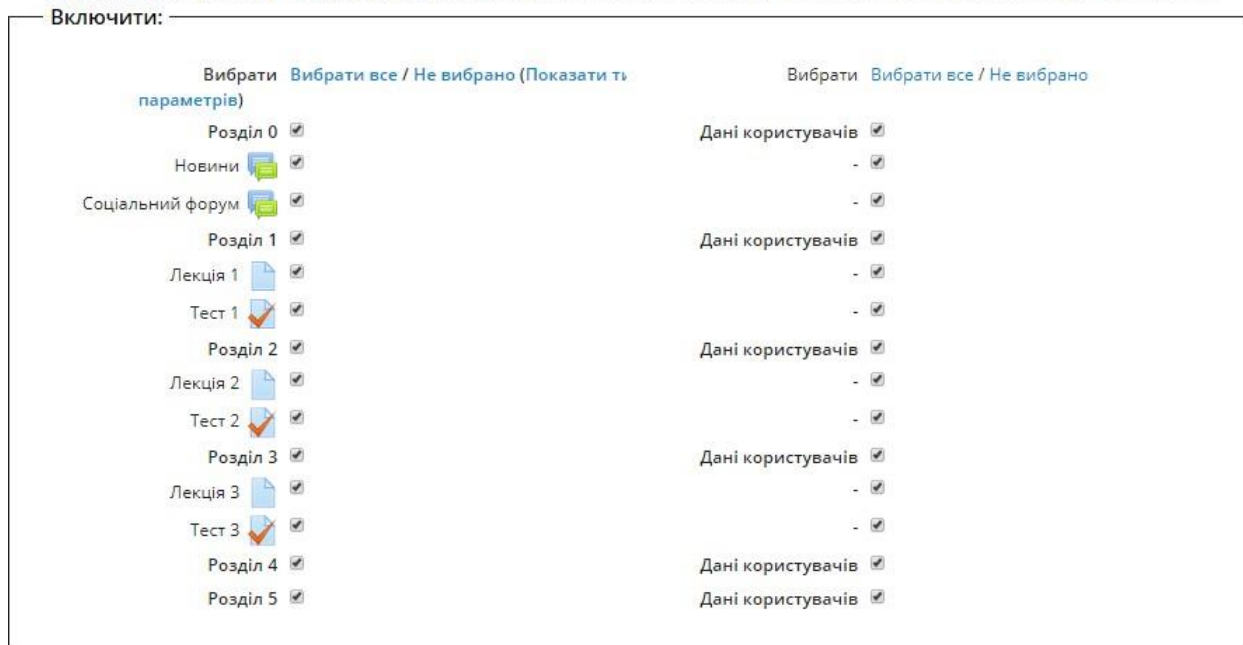 Включити:
Вибрати Вибрати все / Не вибрано (Показати ти Вибрати Вибрати все / Не вибрано
параметрів)
Розділ 0 Дані користувачів
Новини -
Соціальний форум -
Розділ 1 Дані користувачів
Лекція 1 -
Тест 1 -
Розділ 2 Дані користувачів
Лекція 2 -
Тест 2 -
Розділ 3 Дані користувачів
Лекція 3 -
Тест 3 -
Розділ 4 Дані користувачів
Розділ 5 Дані користувачів